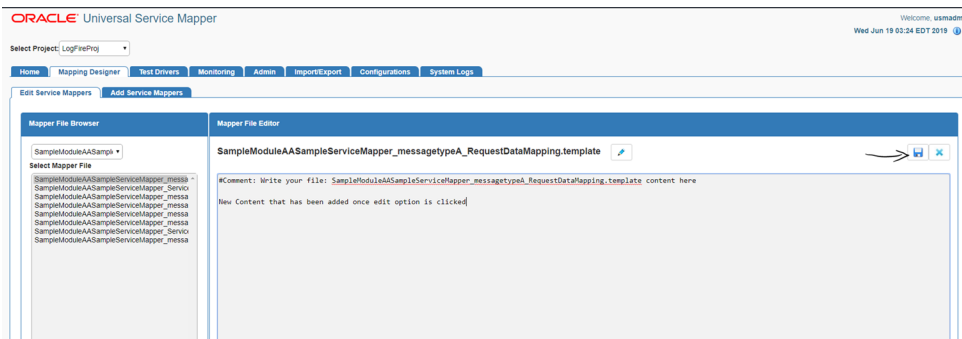 ORACLE® Universal Service Mapper
Welcome, usmadm
Wed Jun 19 03:24 EDT 2019
Select Project: LogFireProj
Home Mapping Designer Test Drivers Monitoring Admin Import/Export Configurations System Logs
Edit Service Mappers Add Service Mappers
Mapper File Browser
Mapper File Editor
SampleModuleAASampl
SampleModuleAASampleServiceMapper_messagetypeA_RequestDataMapping.template
Select Mapper File
SampleModuleAASampleServiceMapper_messa
SampleModuleAASampleServiceMapper_Servic
SampleModuleAASampleServiceMapper_messa
SampleModuleAASampleServiceMapper_messa
SampleModuleAASampleServiceMapper_messa
SampleModuleAASampleServiceMapper_messa
SampleModuleAASampleServiceMapper_Servic
SampleModuleAASampleServiceMapper_messa
#Comment: Write your file: SampleModuleAASampleServiceMapper_messagetypeA_RequestDataMapping.template content here
New Content that has been added once edit option is clicked